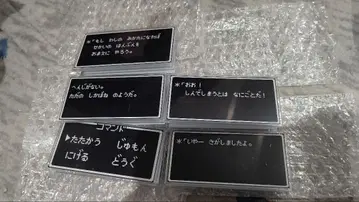 ＊「もし わしの みかたになれば
せかいの はんぶんを
おまえに やろう。
へんじがない。
ただの しかばね のようだ。
＊「おお！
しんでしまうとは なにごとだ！
コマンド
▶たたかう じゅもん
にげる どうぐ
＊「いやー さがしましたよ。